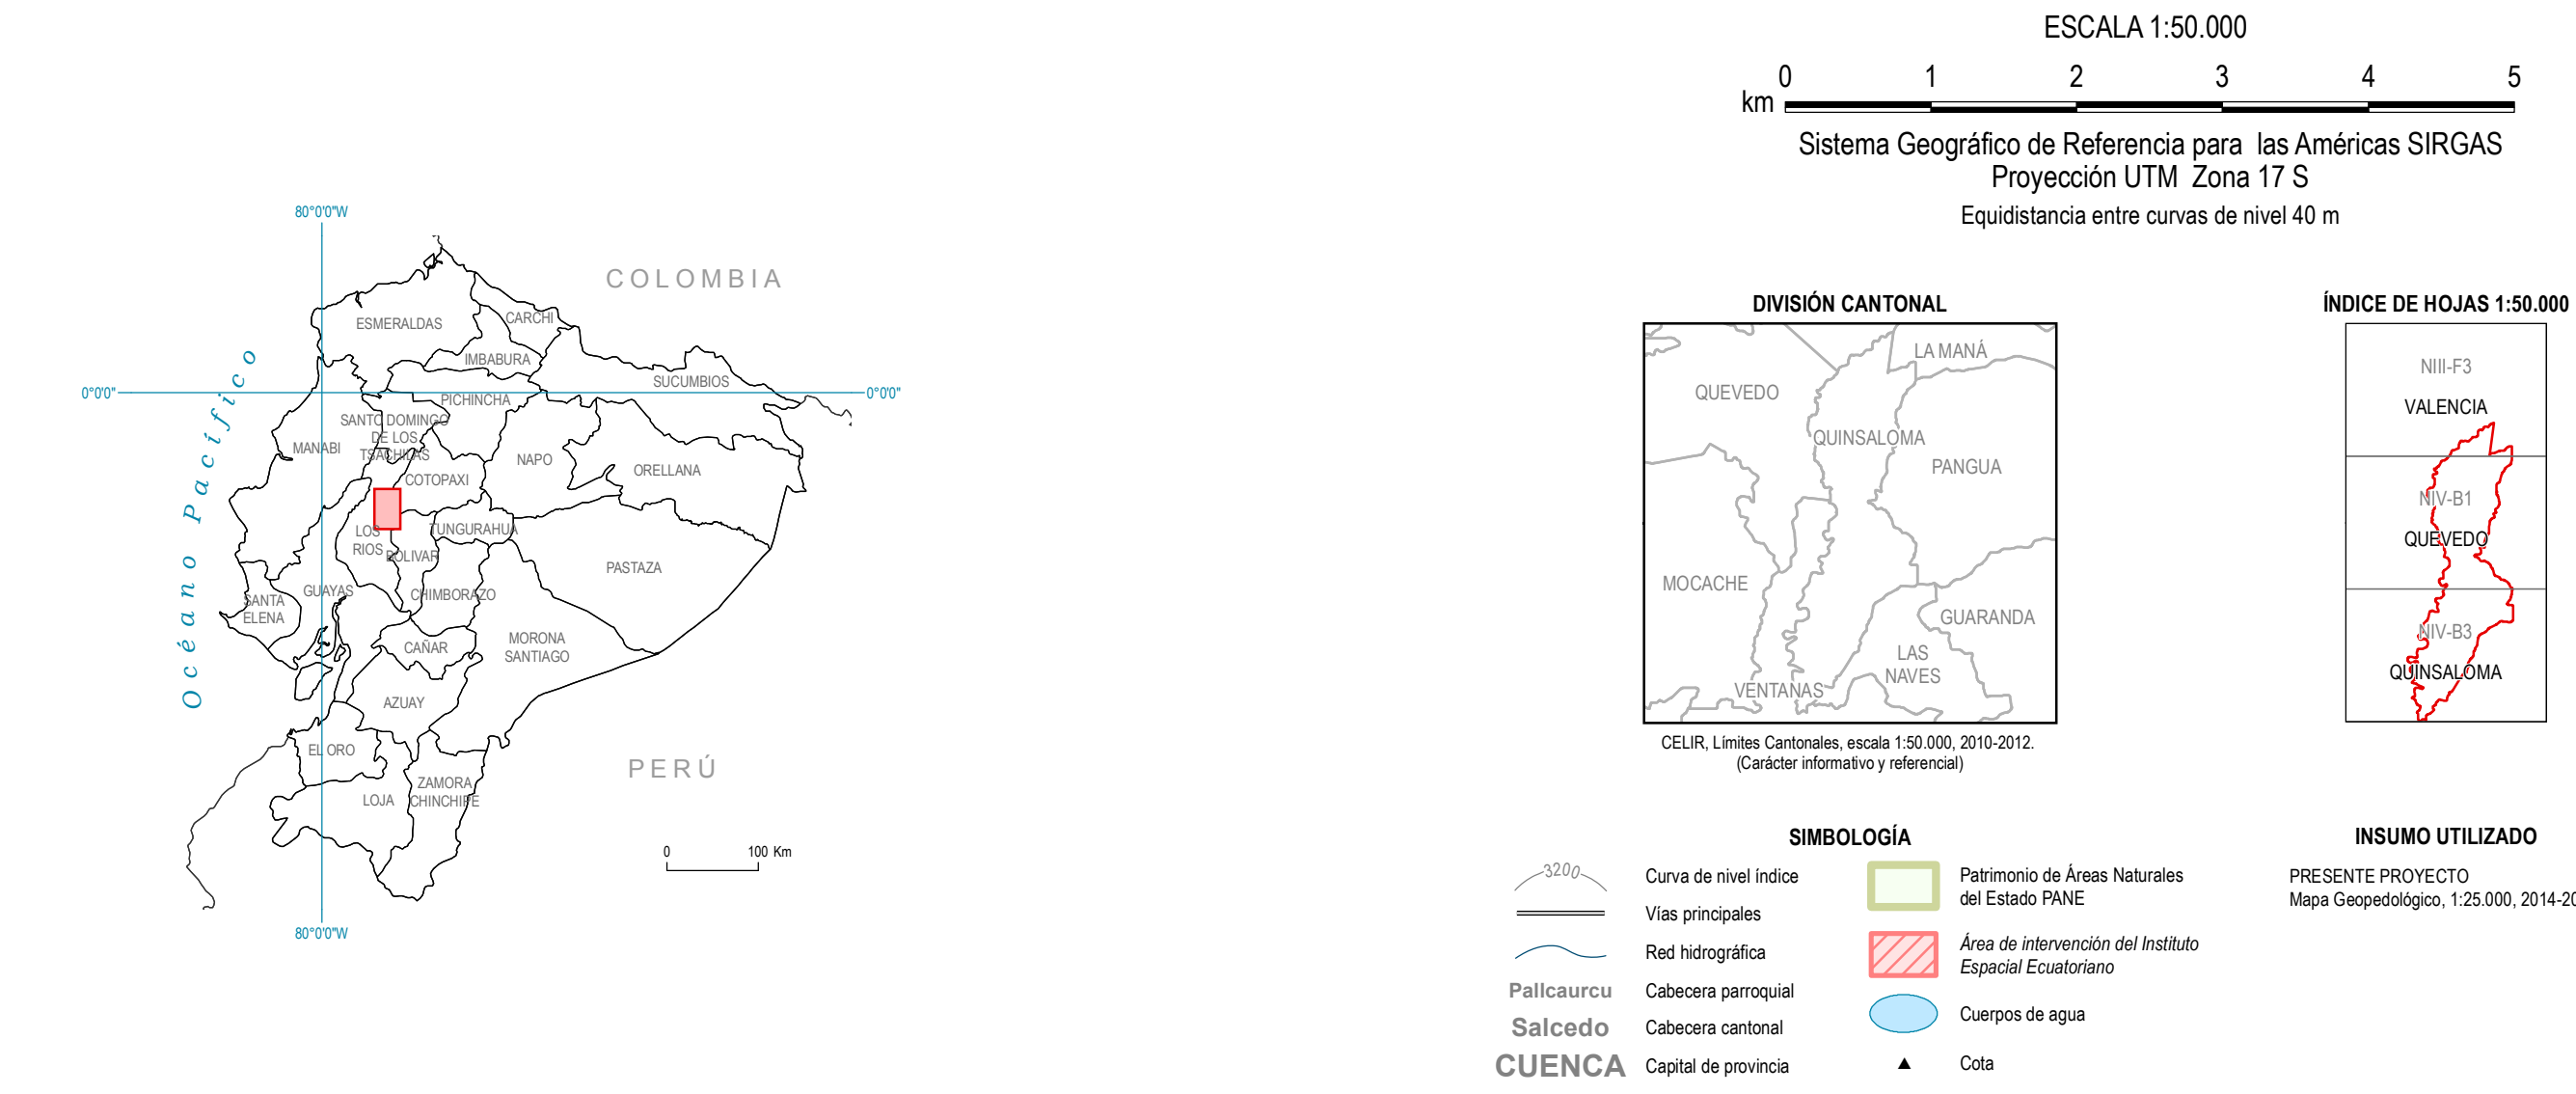 ESCALA 1:50.000
0 1 2 3 4 5
km
Sistema Geográfico de Referencia para las Américas SIRGAS
Proyección UTM Zona 17 S
Equidistancia entre curvas de nivel 40 m
80°0'0"W
COLOMBIA
ESMERALDAS
CARCHI
IMBABURA
SUCUMBIOS
0°0'0"
0°0'0"
PICHINCHA
SANTO DOMINGO
DE LOS
TSACHILAS
MANABI
NAPO
ORELLANA
COTOPAXI
Océano Pacífico
LOS
RIOS
TUNGURAHUA
BOLIVAR
PASTAZA
GUAYAS
CHIMBORAZO
SANTA
ELENA
CAÑAR
MORONA
SANTIAGO
AZUAY
EL ORO
PERÚ
ZAMORA
CHINCHIPE
LOJA
0 100 Km
80°0'0"W
DIVISIÓN CANTONAL
LA MANÁ
QUEVEDO
QUINSALOMA
PANGUA
MOCACHE
GUARANDA
LAS
NAVES
VENTANAS
CELIR, Límites Cantonales, escala 1:50.000, 2010-2012.
(Carácter informativo y referencial)
ÍNDICE DE HOJAS 1:50.000
NIII-F3
VALENCIA
NIV-B1
QUEVEDO
NIV-B3
QUINSALOMA
SIMBOLOGÍA
3200
Curva de nivel índice
Vías principales
Red hidrográfica
Pallcaurcu Cabecera parroquial
Salcedo Cabecera cantonal
CUENCA Capital de provincia
Patrimonio de Áreas Naturales
del Estado PANE
Área de intervención del Instituto
Espacial Ecuatoriano
Cuerpos de agua
Cota
INSUMO UTILIZADO
PRESENTE PROYECTO
Mapa Geopedológico, 1:25.000, 2014-20